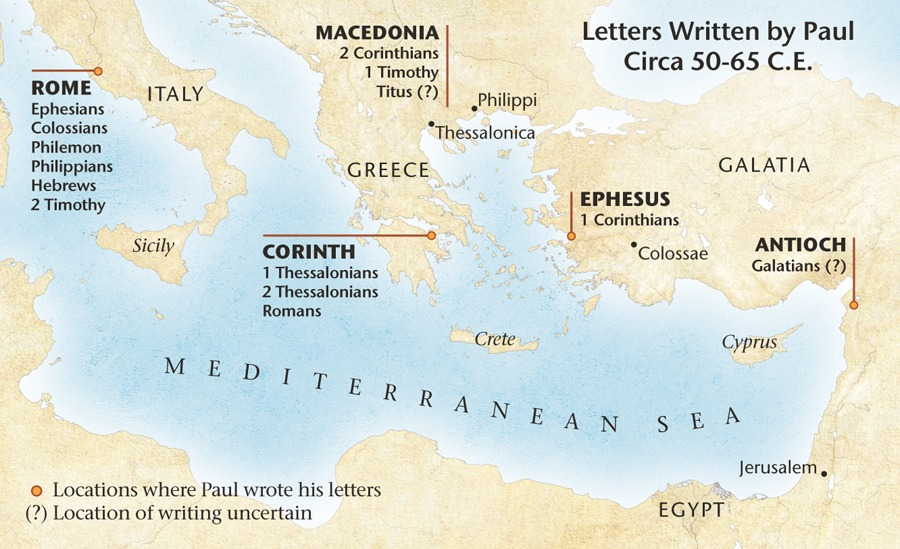 Letters Written by Paul
Circa 50-65 C.E.
MACEDONIA
2 Corinthians
1 Timothy
Titus (?)
ROME
Ephesians
Colossians
Philemon
Philippians
Hebrews
2 Timothy
ITALY
Philippi
Thessalonica
GREECE
GALATIA
EPHESUS
1 Corinthians
Colossae
ANTIOCH
Galatians (?)
Sicily
CORINTH
1 Thessalonians
2 Thessalonians
Romans
Crete
Cyprus
MEDITERRANEAN SEA
Jerusalem
EGYPT
Locations where Paul wrote his letters
(?) Location of writing uncertain